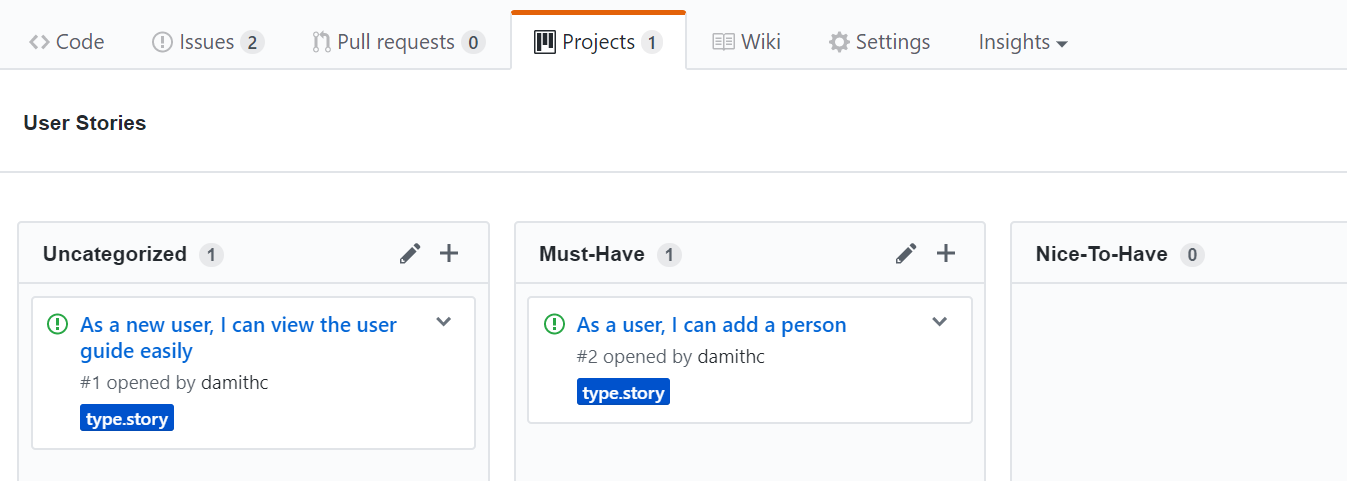 Code Issues 2 Pull requests 0 Projects 1 Wiki Settings Insights
User Stories
Uncategorized 1
As a new user, I can view the user
guide easily
#1 opened by damithc
type.story
Must-Have 1
As a user, I can add a person
#2 opened by damithc
type.story
Nice-To-Have 0